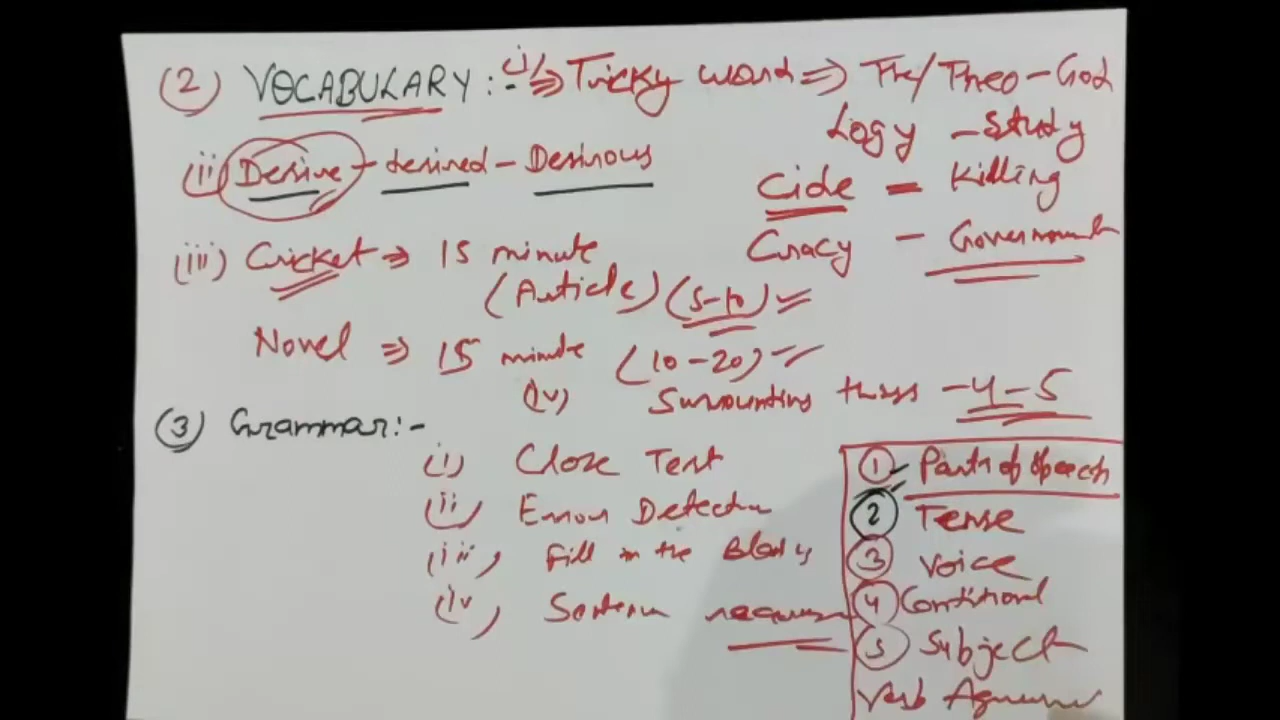 (2) VOCABULARY :- (i) ⇒ Tricky word ⇒ The/Theo - God
Logy - Study
(ii) Desire - desired - Desirous
Cide - Killing
Cracy - Government
(iii) Cricket ⇒ 15 minute
(Article) (5-10)
Novel ⇒ 15 minute (10-20)
(iv) Surrounting things - 4 - 5
(3) Grammar :-
(i) Close Test
(ii) Error Detection
(iii) Fill in the Blanks
(iv) Sentence
① Parts of Speech
② Tense
③ Voice
④ Conditional
⑤ Subject
Verb Agreement